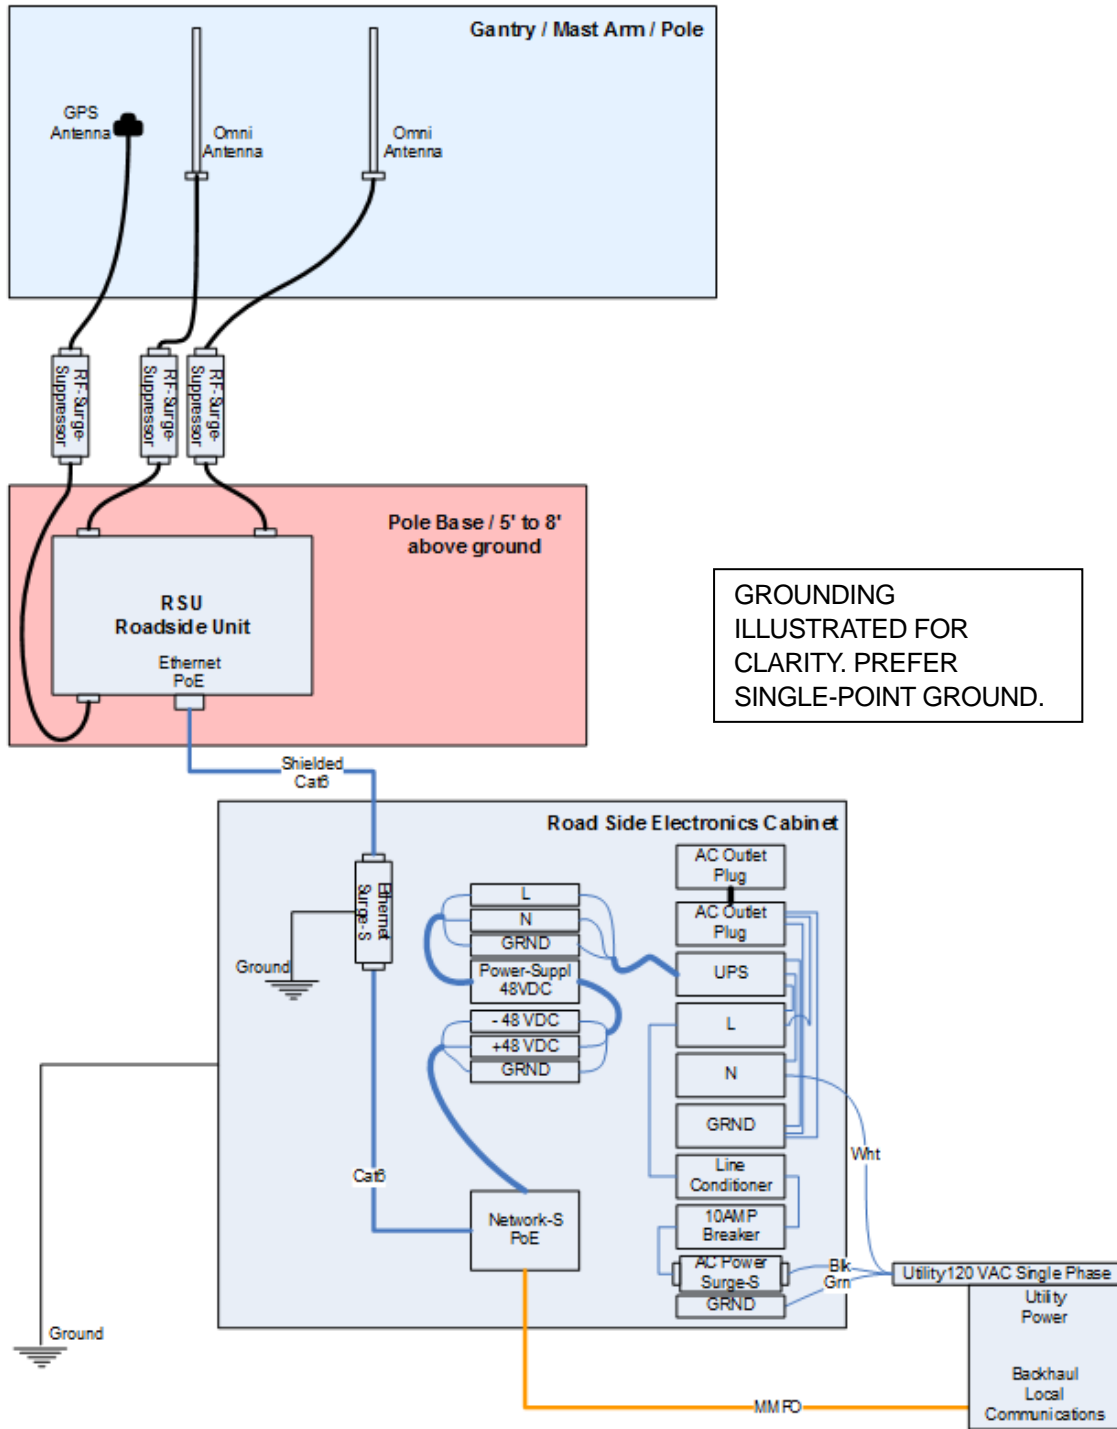 Gantry / Mast Arm / Pole
GPS
Antenna
Omni
Antenna
Omni
Antenna
RF-Surge-
Suppressor
RF-Surge-
Suppressor
RF-Surge-
Suppressor
Pole Base / 5' to 8'
above ground
RSU
Roadside Unit
Ethernet
PoE
GROUNDING
ILLUSTRATED FOR
CLARITY. PREFER
SINGLE-POINT GROUND.
Shielded
Cat6
Road Side Electronics Cabinet
Ethernet
Surge-S
Ground
L
N
GRND
Power-Suppl
48VDC
- 48 VDC
+48 VDC
GRND
AC Outlet
Plug
AC Outlet
Plug
UPS
L
N
GRND
Line
Conditioner
10AMP
Breaker
AC Power
Surge-S
GRND
Wht
Blk
Grn
Cat6
Network-S
PoE
Utility 120 VAC Single Phase
Utility
Power
Backhaul
Local
Communications
Ground
MMFO